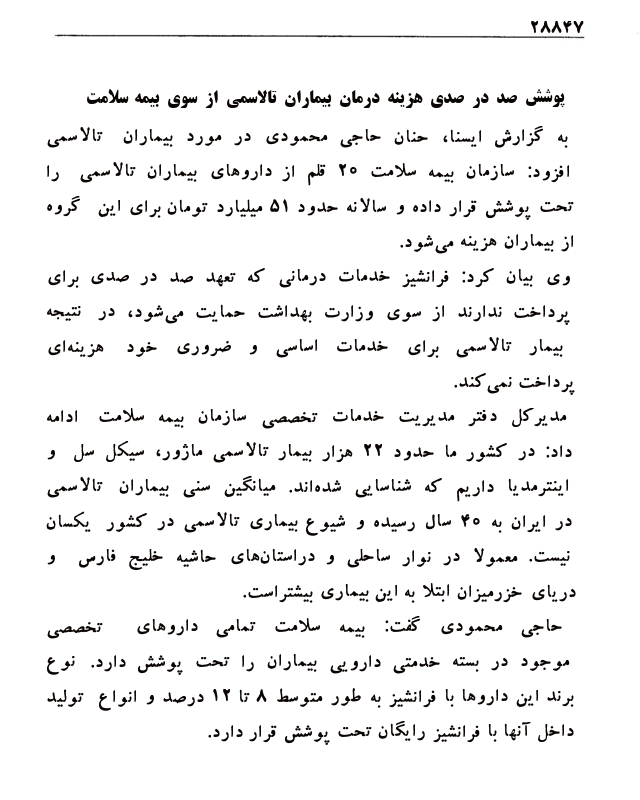 ۲۸۸۴۷
پوشش صد در صدی هزینه درمان بیماران تالاسمی از سوی بیمه سلامت
به گزارش ایسنا، حنان حاجی محمودی در مورد بیماران تالاسمی
افزود: سازمان بیمه سلامت ۲۰ قلم از داروهای بیماران تالاسمی را
تحت پوشش قرار داده و سالانه حدود ۵۱ میلیارد تومان برای این گروه
از بیماران هزینه می‌شود.
وی بیان کرد: فرانشیز خدمات درمانی که تعهد صد در صدی برای
پرداخت ندارند از سوی وزارت بهداشت حمایت می‌شود، در نتیجه
بیمار تالاسمی برای خدمات اساسی و ضروری خود هزینه‌ای
پرداخت نمی‌کند.
مدیرکل دفتر مدیریت خدمات تخصصی سازمان بیمه سلامت ادامه
داد: در کشور ما حدود ۲۲ هزار بیمار تالاسمی ماژور، سیکل سل و
اینترمدیا داریم که شناسایی شده‌اند. میانگین سنی بیماران تالاسمی
در ایران به ۴۰ سال رسیده و شیوع بیماری تالاسمی در کشور یکسان
نیست. معمولا در نوار ساحلی و دراستان‌های حاشیه خلیج فارس و
دریای خزرمیزان ابتلا به این بیماری بیشتراست.
حاجی محمودی گفت: بیمه سلامت تمامی داروهای تخصصی
موجود در بسته خدمتی دارویی بیماران را تحت پوشش دارد. نوع
برند این داروها با فرانشیز به طور متوسط ۸ تا ۱۲ درصد و انواع تولید
داخل آنها با فرانشیز رایگان تحت پوشش قرار دارد.